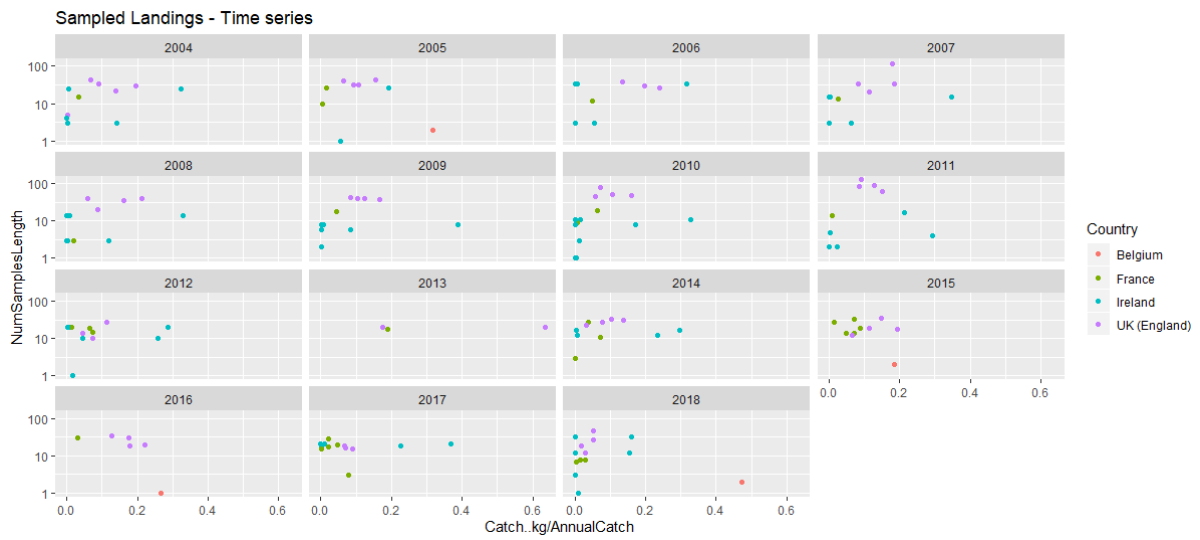 Sampled Landings - Time series
2004 2005 2006 2007
100
10
1
2008 2009 2010 2011
100
10
1
2012 2013 2014 2015
100
10
1
0.0 0.2 0.4 0.6
2016 2017 2018
100
10
1
0.0 0.2 0.4 0.6 0.0 0.2 0.4 0.6 0.0 0.2 0.4 0.6
Catch..kg/AnnualCatch
NumSamplesLength
Country
Belgium
France
Ireland
UK (England)